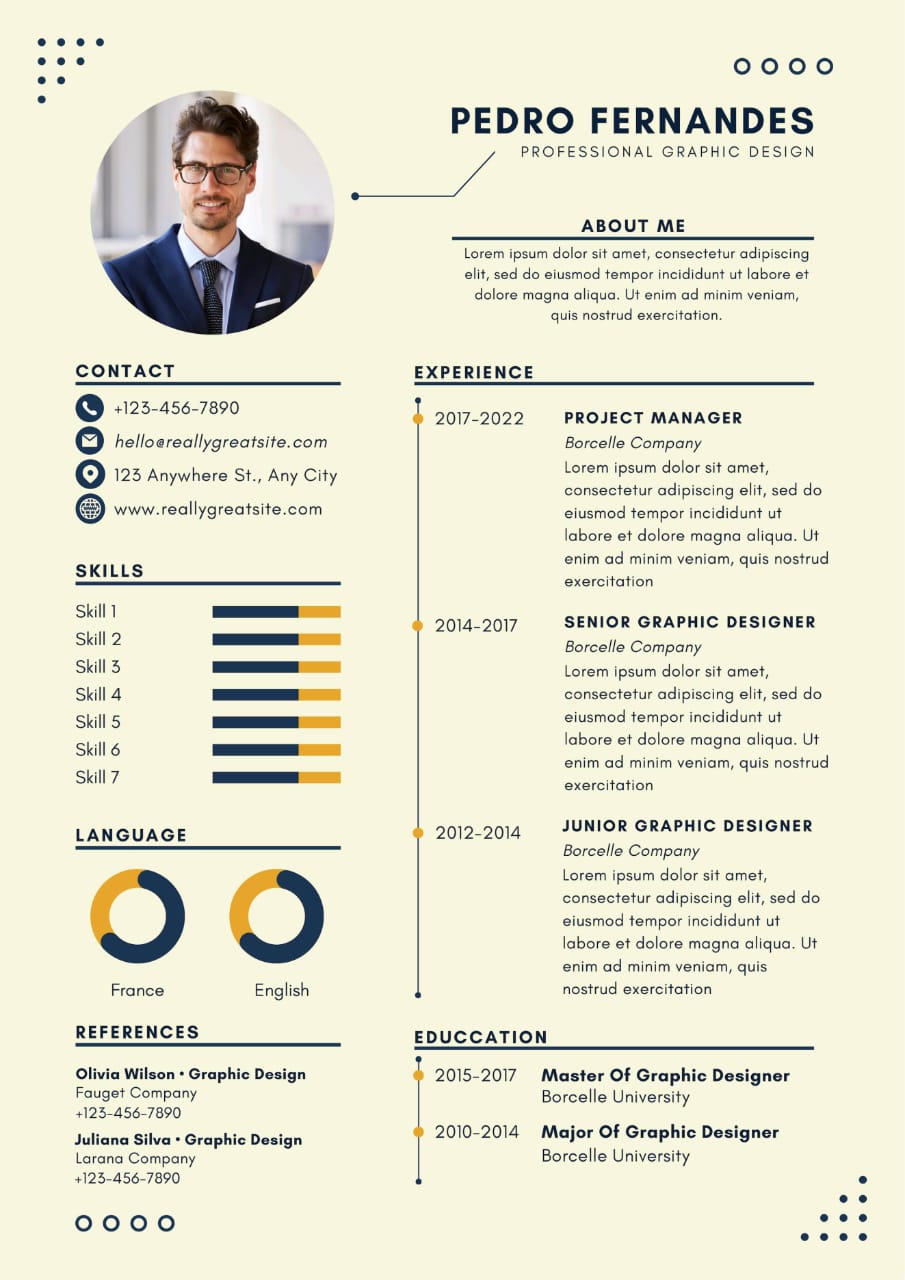 PEDRO FERNANDES
PROFESSIONAL GRAPHIC DESIGN
ABOUT ME
Lorem ipsum dolor sit amet, consectetur adipiscing
elit, sed do eiusmod tempor incididunt ut labore et
dolore magna aliqua. Ut enim ad minim veniam,
quis nostrud exercitation.
CONTACT
+123-456-7890
hello@reallygreatsite.com
123 Anywhere St., Any City
www.reallygreatsite.com
SKILLS
Skill 1
Skill 2
Skill 3
Skill 4
Skill 5
Skill 6
Skill 7
LANGUAGE
France
English
REFERENCES
Olivia Wilson • Graphic Design
Fauget Company
+123-456-7890
Juliana Silva • Graphic Design
Larana Company
+123-456-7890
EXPERIENCE
2017-2022
PROJECT MANAGER
Borcelle Company
Lorem ipsum dolor sit amet,
consectetur adipiscing elit, sed do
eiusmod tempor incididunt ut
labore et dolore magna aliqua. Ut
enim ad minim veniam, quis nostrud
exercitation
2014-2017
SENIOR GRAPHIC DESIGNER
Borcelle Company
Lorem ipsum dolor sit amet,
consectetur adipiscing elit, sed do
eiusmod tempor incididunt ut
labore et dolore magna aliqua. Ut
enim ad minim veniam, quis nostrud
exercitation
2012-2014
JUNIOR GRAPHIC DESIGNER
Borcelle Company
Lorem ipsum dolor sit amet,
consectetur adipiscing elit, sed do
eiusmod tempor incididunt ut
labore et dolore magna aliqua. Ut
enim ad minim veniam, quis
nostrud exercitation
EDUCCATION
2015-2017
Master Of Graphic Designer
Borcelle University
2010-2014
Major Of Graphic Designer
Borcelle University